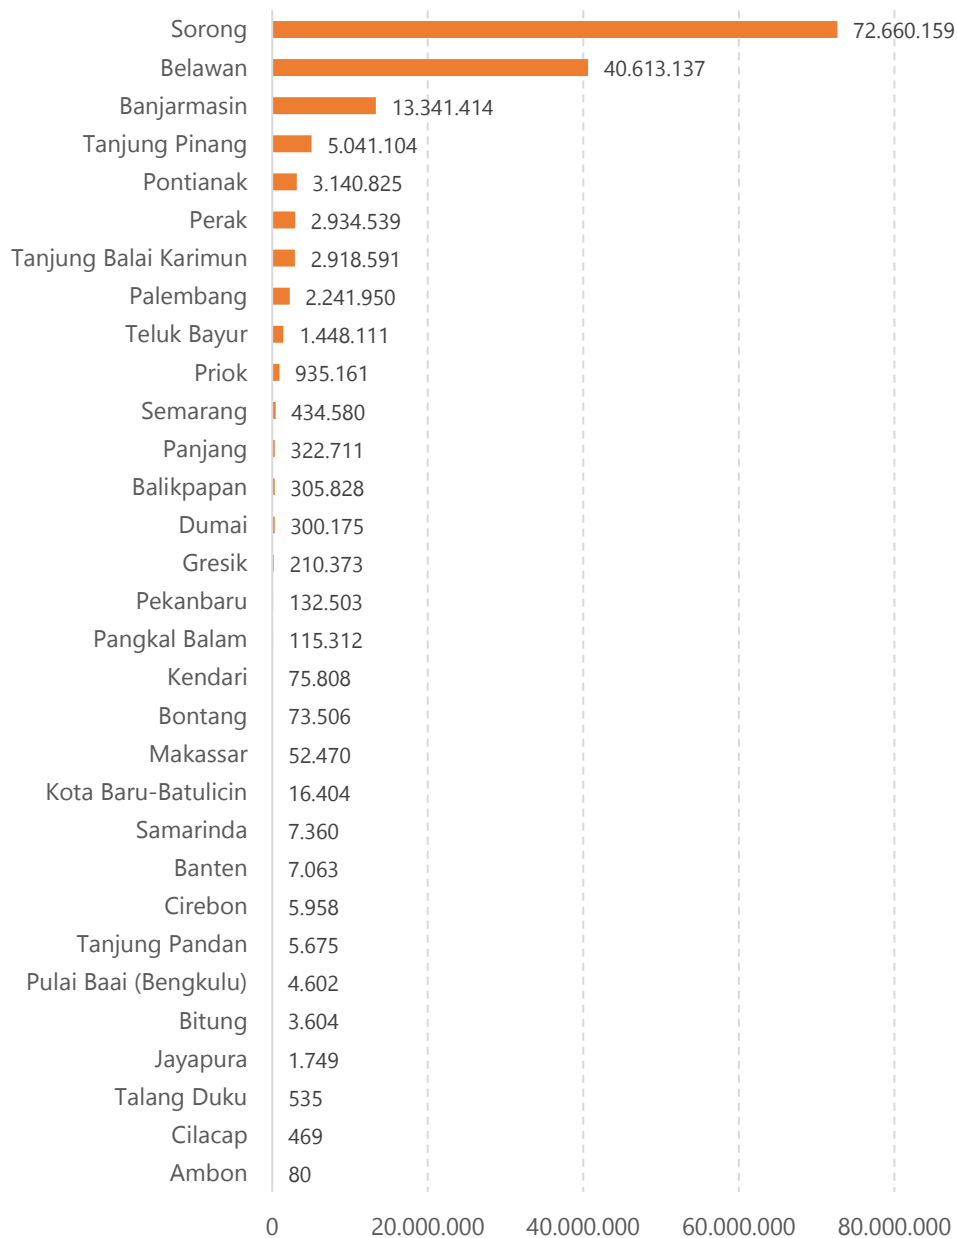 Sorong 72.660.159
Belawan 40.613.137
Banjarmasin 13.341.414
Tanjung Pinang 5.041.104
Pontianak 3.140.825
Perak 2.934.539
Tanjung Balai Karimun 2.918.591
Palembang 2.241.950
Teluk Bayur 1.448.111
Priok 935.161
Semarang 434.580
Panjang 322.711
Balikpapan 305.828
Dumai 300.175
Gresik 210.373
Pekanbaru 132.503
Pangkal Balam 115.312
Kendari 75.808
Bontang 73.506
Makassar 52.470
Kota Baru-Batulicin 16.404
Samarinda 7.360
Banten 7.063
Cirebon 5.958
Tanjung Pandan 5.675
Pulai Baai (Bengkulu) 4.602
Bitung 3.604
Jayapura 1.749
Talang Duku 535
Cilacap 469
Ambon 80
0 20.0000.000 40.0000.000 60.0000.000 80.0000.000